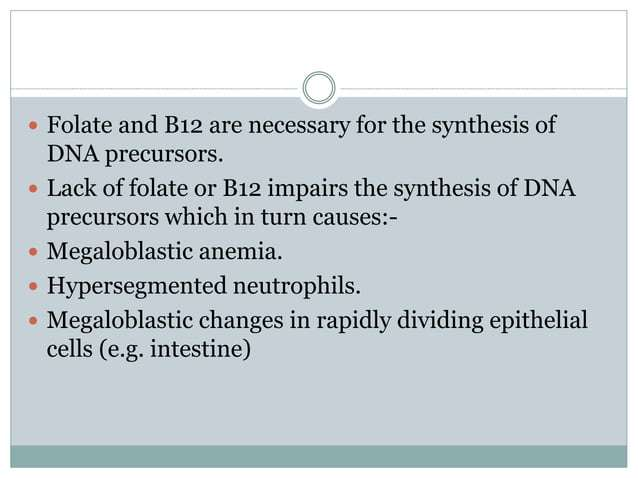 • Folate and B12 are necessary for the synthesis of
DNA precursors.
• Lack of folate or B12 impairs the synthesis of DNA
precursors which in turn causes:-
• Megaloblastic anemia.
• Hypersegmented neutrophils.
• Megaloblastic changes in rapidly dividing epithelial
cells (e.g. intestine)